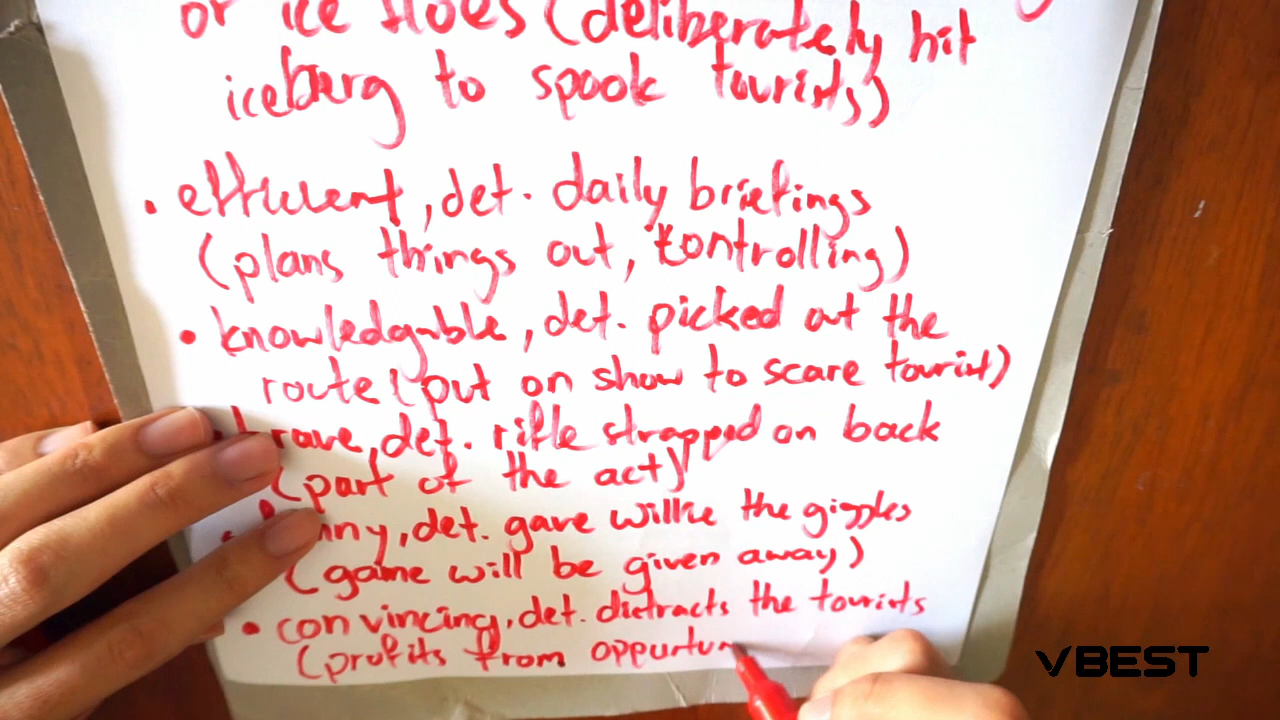 or ice floes (deliberately hit
iceberg to spook tourists)
• efficient, det. daily briefings
(plans things out, controlling)
• knowledgable, det. picked out the
route (put on show to scare tourist)
rave, det. rifle strapped on back
(part of the act)
nny, det. gave willie the giggles
(game will be given away)
• convincing, det. distracts the tourists
(profits from oppurtun
VBEST